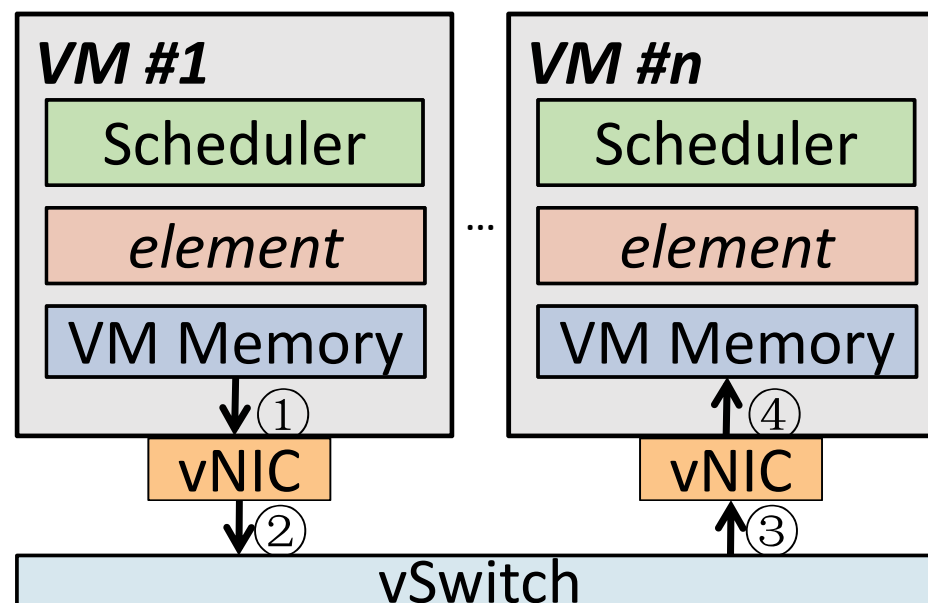 VM #1
Scheduler
element
VM Memory
①
vNIC
②
...
VM #n
Scheduler
element
VM Memory
④
vNIC
③
vSwitch